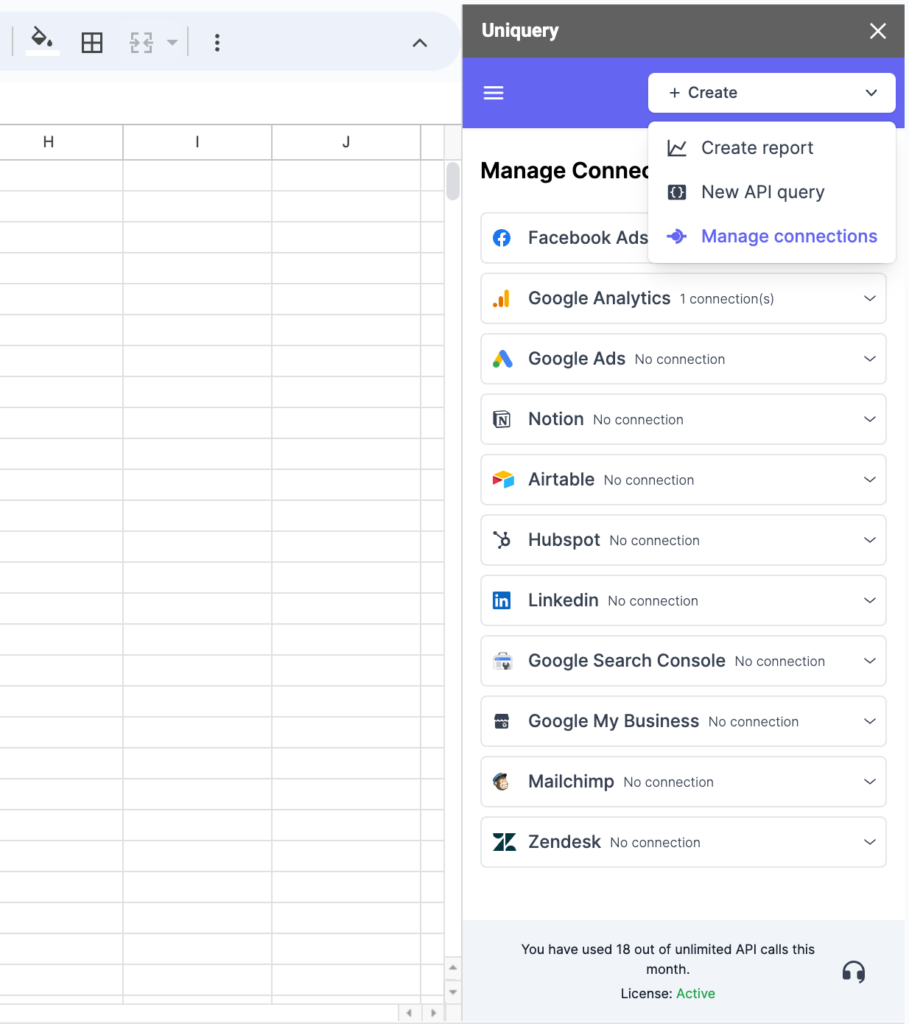 Uniquery
+ Create
H I J
Create report
Manage Connec
New API query
Manage connections
Facebook Ads
Google Analytics 1 connection(s)
Google Ads No connection
Notion No connection
Airtable No connection
Hubspot No connection
Linkedin No connection
Google Search Console No connection
Google My Business No connection
Mailchimp No connection
Zendesk No connection
You have used 18 out of unlimited API calls this
month.
License: Active